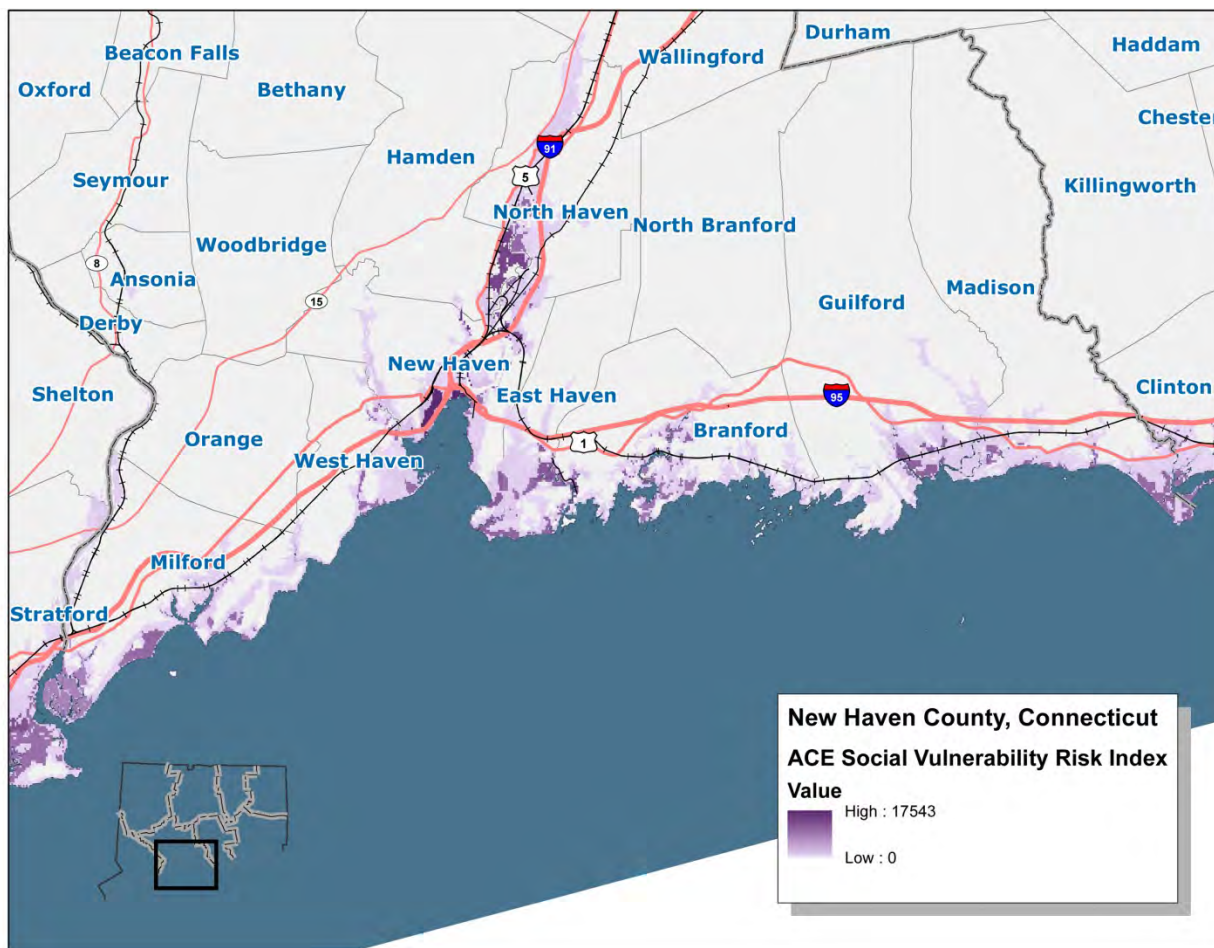 Durham
Haddam
Wallingford
Beacon Falls
Oxford
Bethany
Chester
91
Hamden
5
Seymour
Killingworth
North Haven
North Branford
Woodbridge
8
Ansonia
Madison
15
Guilford
Derby
New Haven
Shelton
East Haven
95
Clinton
Branford
Orange
1
West Haven
Milford
Stratford
New Haven County, Connecticut
ACE Social Vulnerability Risk Index
Value
High : 17543
Low : 0